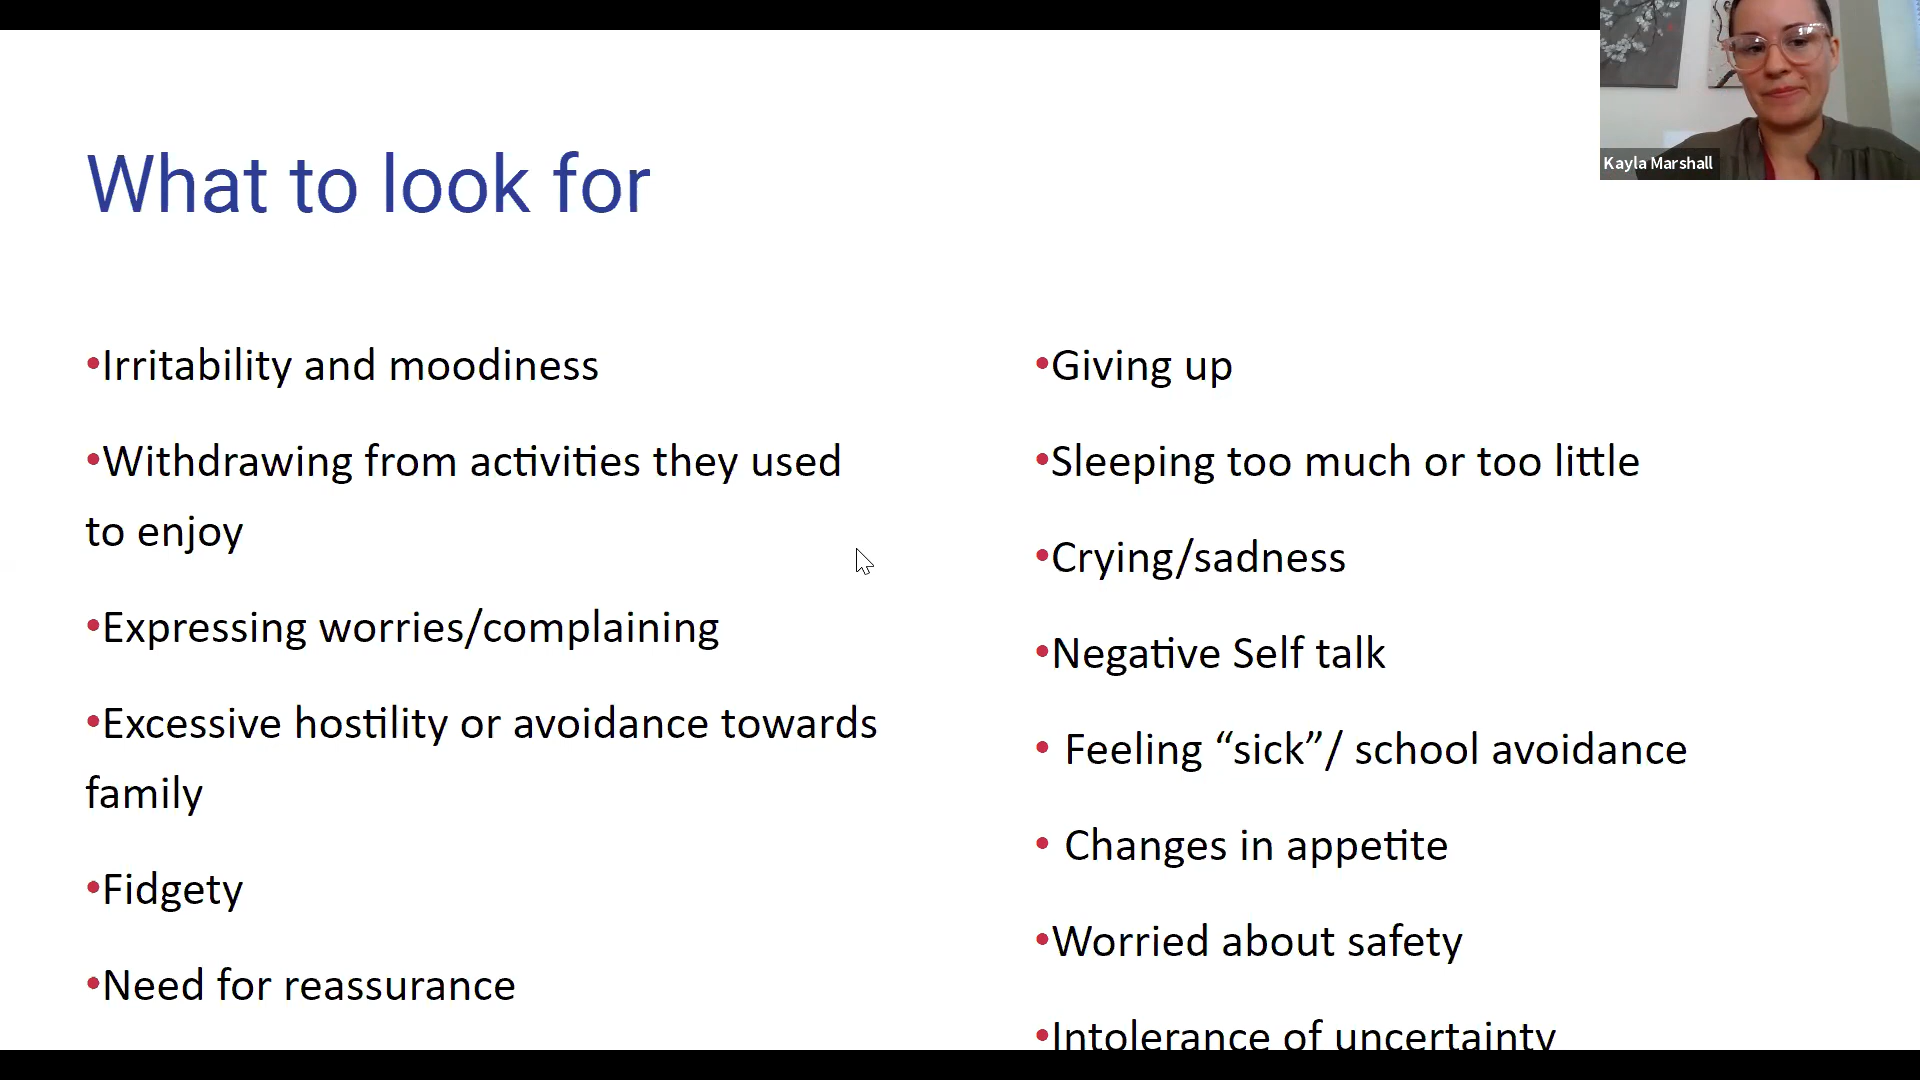 What to look for
•Irritability and moodiness
•Withdrawing from activities they used
to enjoy
•Expressing worries/complaining
•Excessive hostility or avoidance towards
family
•Fidgety
•Need for reassurance
•Giving up
•Sleeping too much or too little
•Crying/sadness
•Negative Self talk
• Feeling “sick”/ school avoidance
• Changes in appetite
•Worried about safety
•Intolerance of uncertainty
Kayla Marshall